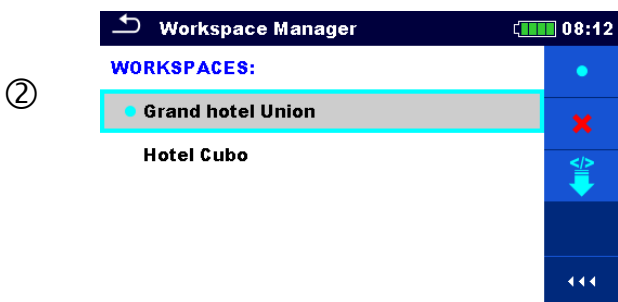 Workspace Manager 08:12
WORKSPACES:
②
Grand hotel Union
Hotel Cubo
</>